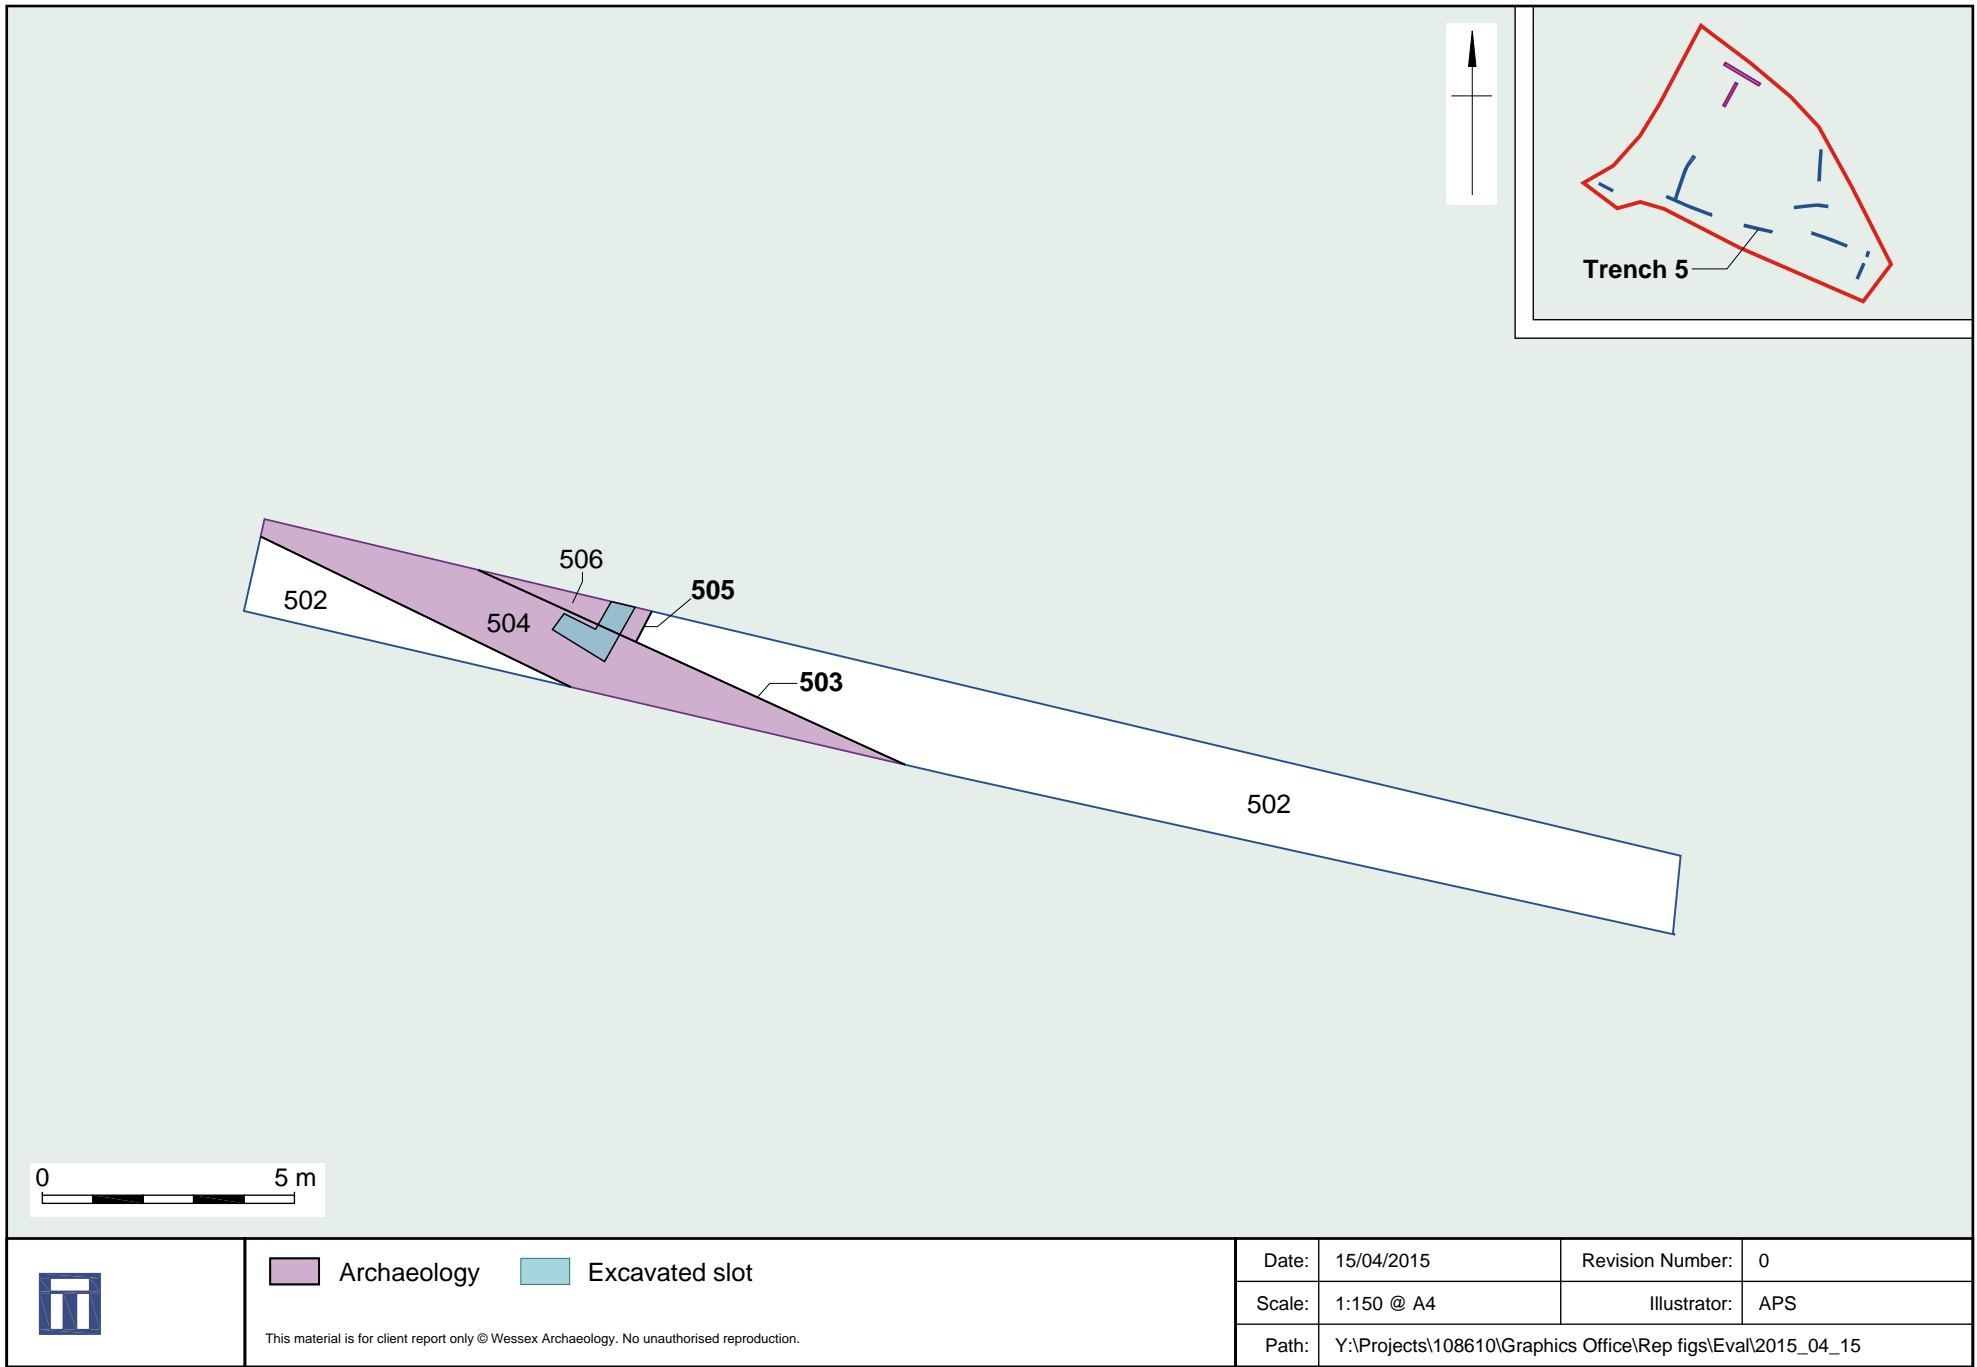 Trench 5
506
505
502
504
503
502
0 5 m
Archaeology Excavated slot
This material is for client report only © Wessex Archaeology. No unauthorised reproduction.
Date: 15/04/2015 Revision Number: 0
Scale: 1:150 @ A4 Illustrator: APS
Path: Y:\Projects\108610\Graphics Office\Rep figs\Eval\2015_04_15